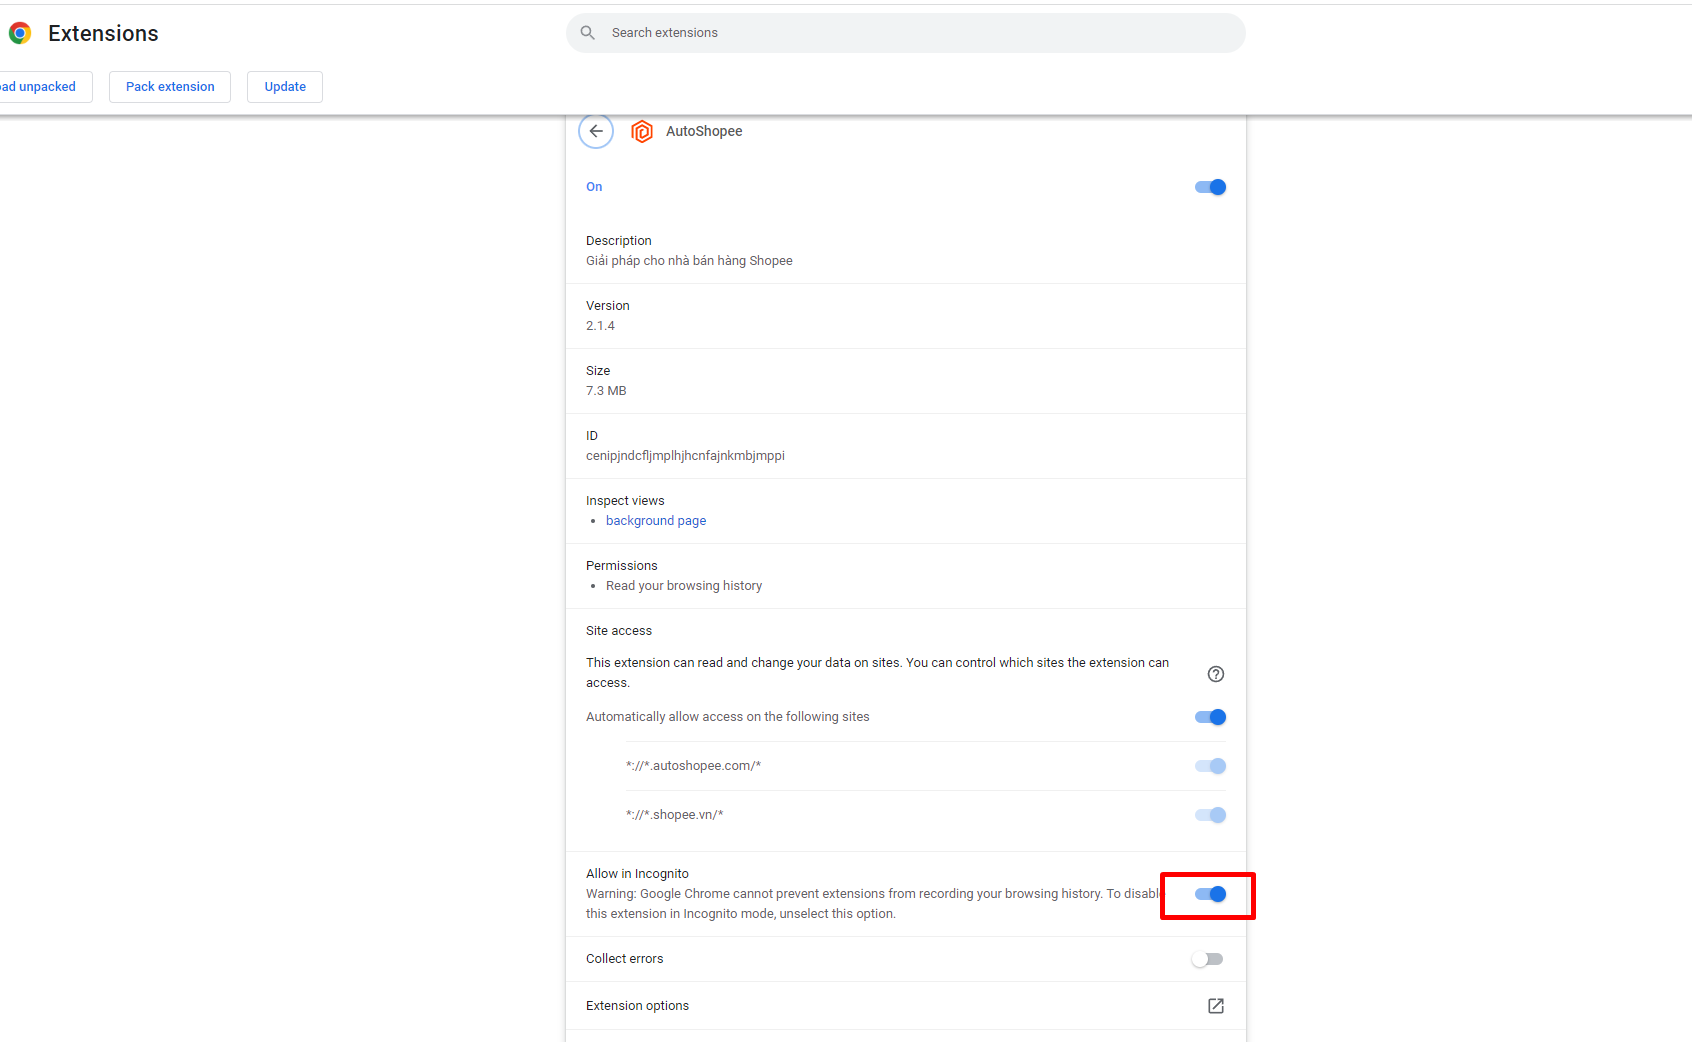 Extensions
Search extensions
oad unpacked
Pack extension
Update
AutoShopee
On
Description
Giải pháp cho nhà bán hàng Shopee
Version
2.1.4
Size
7.3 MB
ID
cenipjndcfljmplhjhcnfajnkmbjmppi
Inspect views
• background page
Permissions
• Read your browsing history
Site access
This extension can read and change your data on sites. You can control which sites the extension can
access.
Automatically allow access on the following sites
*://*.autoshopee.com/*
*://*.shopee.vn/*
Allow in Incognito
Warning: Google Chrome cannot prevent extensions from recording your browsing history. To disabl
this extension in Incognito mode, unselect this option.
Collect errors
Extension options